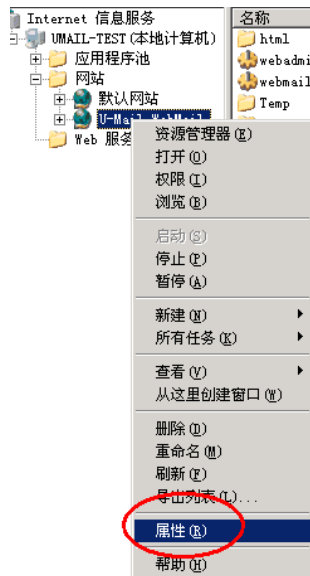 Internet 信息服务
名称
UMAIL-TEST(本地计算机)
html
应用程序池
webadmi
网站
webmail
默认网站
Temp
U-Mail WebMail
Web 服务
资源管理器(E)
打开(O)
权限(I)
浏览(B)
启动(S)
停止(P)
暂停(A)
新建(N)
所有任务(K)
查看(V)
从这里创建窗口(W)
删除(D)
重命名(M)
刷新(F)
导出列表(L)...
属性(R)
帮助(H)